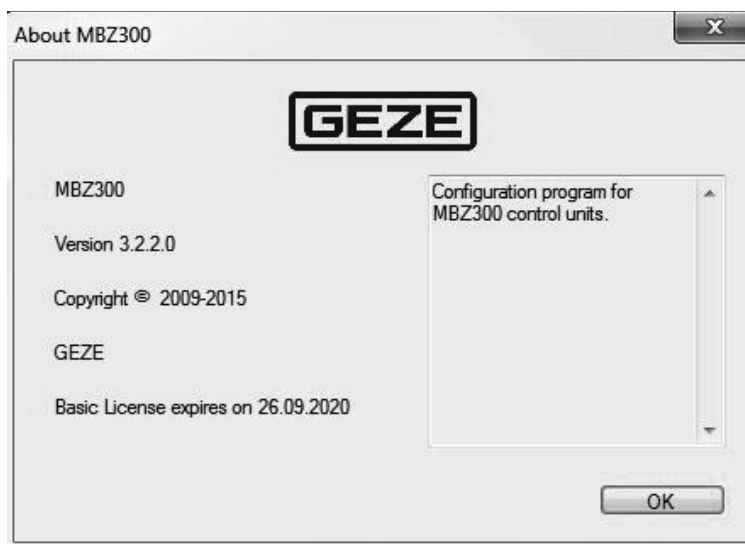 About MBZ300
GEZE
MBZ300
Version 3.2.2.0
Copyright © 2009-2015
GEZE
Basic License expires on 26.09.2020
Configuration program for
MBZ300 control units.
OK